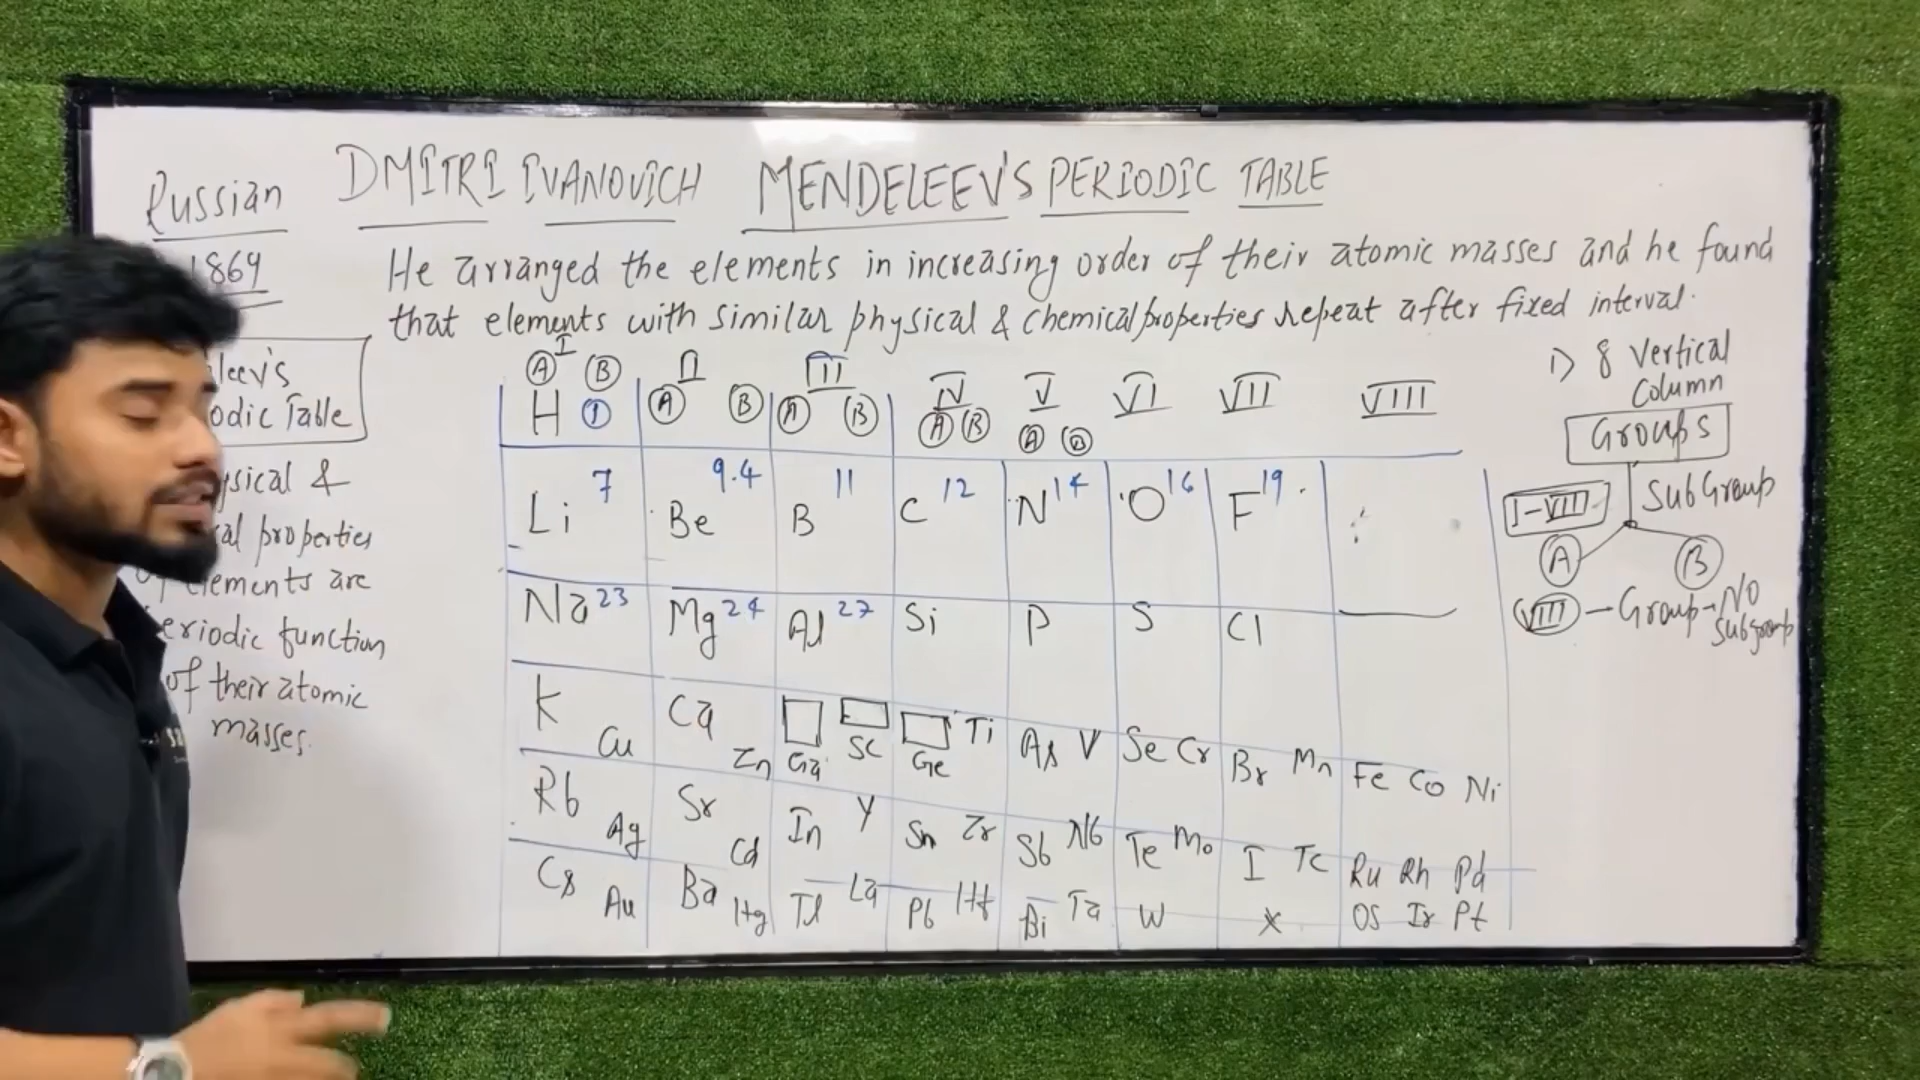 Russian
DMITRI IVANOVICH MENDELEEV'S PERIODIC TABLE
1869
He arranged the elements in increasing order of their atomic masses and he found
that elements with similar physical & chemical properties repeat after fixed interval.
leev's
odic Table
sical &
al properties
of elements are
eriodic function
of their atomic
masses.
I II III IV V VI VII VIII
A B A B A B A B A B
H 1
Li 7 Be 9.4 B 11 C 12 N 14 O 16 F 19
Na 23 Mg 24 Al 27 Si P S Cl
K Cu Ca Zn Ga Sc Ge Ti As V Se Cr Br Mn Fe Co Ni
Rb Ag Sr Cd In Y Sn Zr Sb Nb Te Mo I Tc Ru Rh Pd
Cs Au Ba Hg Tl La Pb Hf Bi Ta W X Os Ir Pt
1) 8 Vertical
Column
Groups
I-VII SubGroup
A B
VIII - Group - No
Subgroup